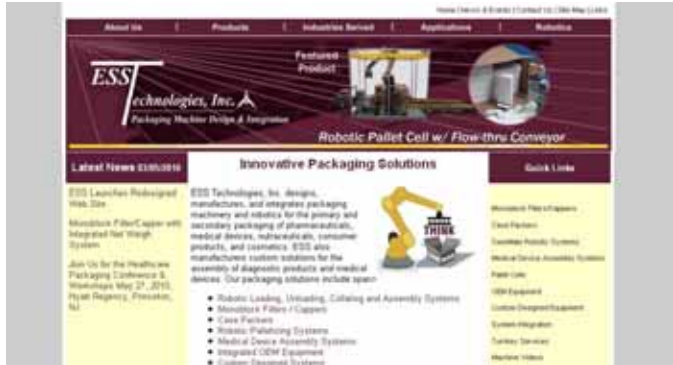 Home | News & Events | Contact Us | Site Map | Links
About Us | Products | Industries Served | Applications | Robotics
ESS Technologies, Inc.
Packaging Machine Design & Integration
Featured
Product
Robotic Pallet Cell w/ Flow-thru Conveyor
Latest News 03/05/2010
ESS Launches Redesigned
Web Site
Monoblock Filler/Capper with
Integrated Net Weigh
System
Join Us for the Healthcare
Packaging Conference &
Workshops May 27, 2010,
Hyatt Regency, Princeton,
NJ
Innovative Packaging Solutions
ESS Technologies, Inc. designs,
manufactures, and integrates packaging
machinery and robotics for the primary and
secondary packaging of pharmaceuticals,
medical devices, nutraceuticals, consumer
products, and cosmetics. ESS also
manufactures custom solutions for the
assembly of diagnostic products and medical
devices. Our packaging solutions include
THINK
Robotic Loading, Unloading, Collating and Assembly Systems
Monoblock Fillers / Cappers
Case Packers
Robotic Palletizing Systems
Medical Device Assembly Systems
Integrated OEM Equipment
Custom Designed Systems
Quick Links
Monoblock Fillers/Cappers
Case Packers
TaskMate Robotic Systems
Medical Device Assembly Systems
Pallet Cells
OEM Equipment
Custom Designed Equipment
System Integration
Turnkey Services
Machine Videos